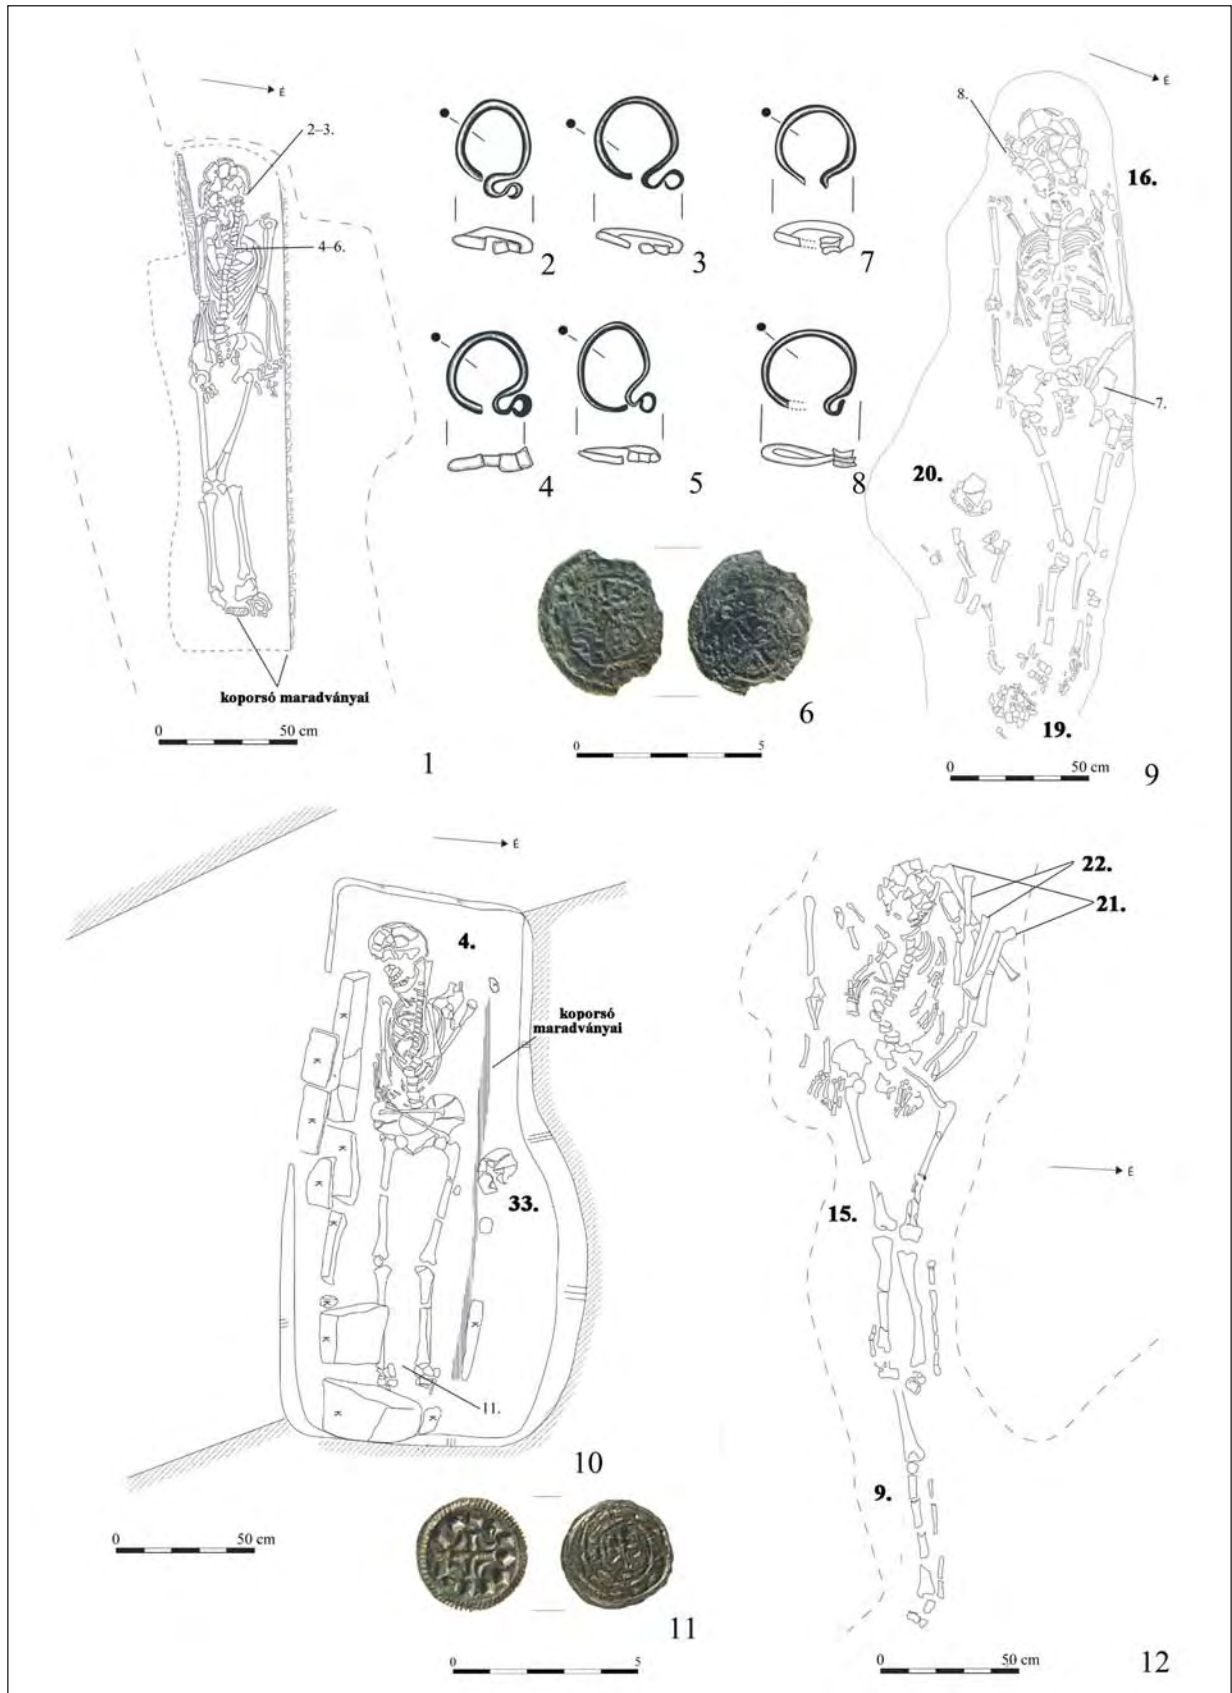 É
2–3.
4–6.
koporsó maradványai
0 50 cm
1
2
3
7
4
5
8
6
0 5
É
8.
16.
7.
20.
19.
0 50 cm
9
É
4.
koporsó
maradványai
K
K
K
K
K
K
K
K
K
K
33.
11.
10
0 50 cm
11
0 5
22.
21.
É
15.
9.
0 50 cm
12